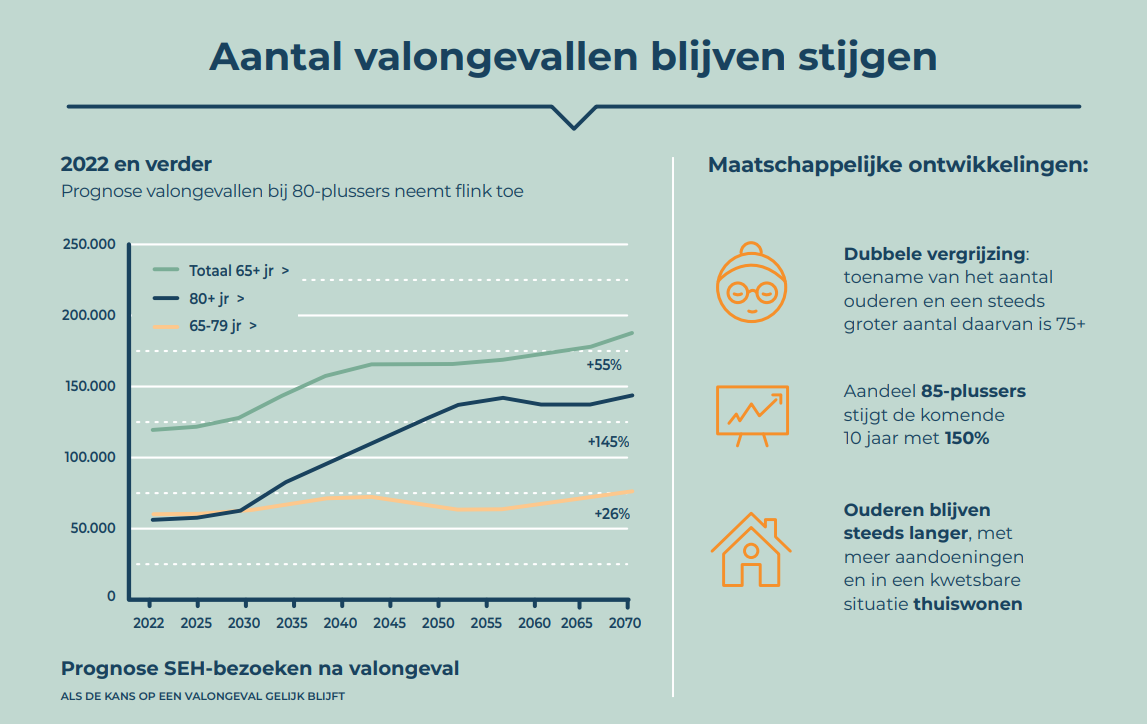 Aantal valongevallen blijven stijgen
2022 en verder
Prognose valongevallen bij 80-plussers neemt flink toe
250.000
200.000
150.000
100.000
50.000
0
Totaal 65+ jr >
80+ jr >
65-79 jr >
+55%
+145%
+26%
2022 2025 2030 2035 2040 2045 2050 2055 2060 2065 2070
Prognose SEH-bezoeken na valongeval
ALS DE KANS OP EEN VALONGEVAL GELIJK BLIJFT
Maatschappelijke ontwikkelingen:
Dubbele vergrijzing:
toename van het aantal
ouderen en een steeds
groter aantal daarvan is 75+
Aandeel 85-plussers
stijgt de komende
10 jaar met 150%
Ouderen blijven
steeds langer, met
meer aandoeningen
en in een kwetsbare
situatie thuiswonen